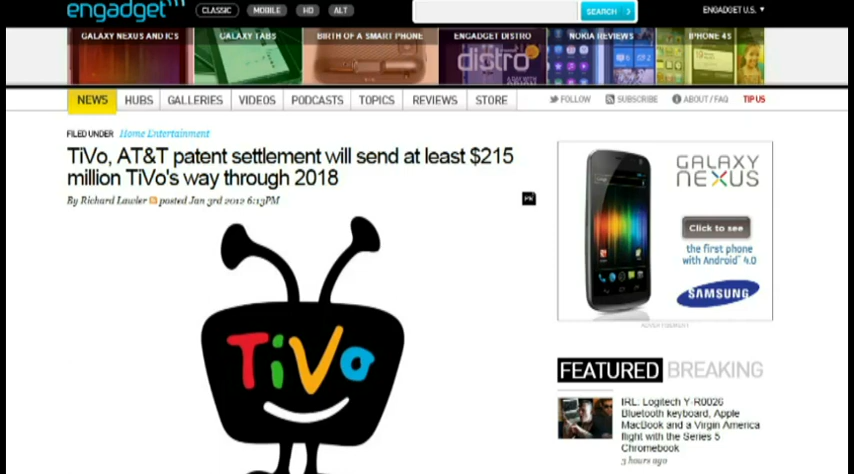 engadget
CLASSIC MOBILE HD ALT
SEARCH
ENGADGET U.S.
GALAXY NEXUS AND ICS GALAXY TABS BIRTH OF A SMART PHONE ENGADGET DISTRO NOKIA REVIEWS IPHONE 4S
distro
NEWS HUBS GALLERIES VIDEOS PODCASTS TOPICS REVIEWS STORE FOLLOW SUBSCRIBE ABOUT / FAQ TIP US
FILED UNDER Home Entertainment
TiVo, AT&T patent settlement will send at least $215
million TiVo's way through 2018
By Richard Lawler posted Jan 3rd 2012 6:13PM
TiVo
GALAXY
NEXUS
Click to see
the first phone
with Android™ 4.0
SAMSUNG
ADVERTISEMENT
FEATURED BREAKING
IRL: Logitech Y-R0026
Bluetooth keyboard, Apple
MacBook and a Virgin America
flight with the Series 5
Chromebook
3 hours ago